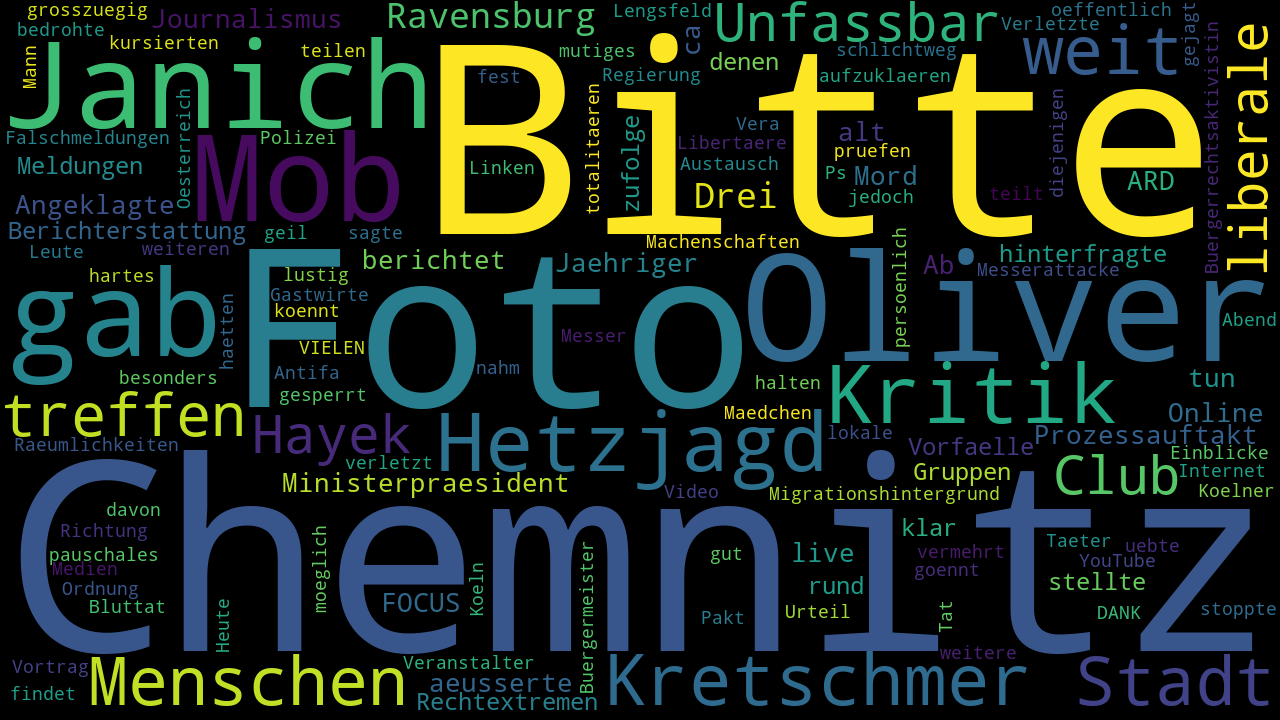 grosszuegig
Journalismus
Ravensburg
Lengsfeld
Unfassbar
oeffentlich
bedrohte
kursierten
teilen
mutiges
ca
Verletzte
gejagt
Mann
Janich
Bitte
denen
schlichtweg
weit
liberale
fest
Regierung
aufzuklaeren
Buergerrechtsaktivistin
Oesterreich
totalitaeren
zufolge
Vera
alt
diejenigen
Falschmeldungen
Mob
Polizei
Libertaere
pruefen
Meldungen
Linken
Austausch
Ps
Mord
ARD
Angeklagte
Drei
jedoch
teilt
Berichterstattung
geil
sagte
Machenschaften
Leute
weiteren
berichtet
Jaehriger
persoenlich
Ab
hinterfragte
hartes
lustig
Messerattacke
gab
Foto
Oliver
haetten
Gastwirte
koennt
Abend
VIELEN
Messer
besonders
Antifa
nahm
gesperrt
halten
Kritik
tun
treffen
Hayek
Hetzjagd
Maedchen
Online
Raeumlichkeiten
lokale
Vorfaelle
Prozessauftakt
verletzt
Einblicke
Ministerpraesident
Video
Migrationshintergrund
Gruppen
Club
Internet
Koelner
Chemnitz
davon
Richtung
moeglich
klar
pauschales
gut
live
vermehrt
Taeter
uebte
Medien
Koeln
goennt
YouTube
Ordnung
rund
stellte
Bluttat
FOCUS
Buergermeister
Urteil
Tat
DANK
stoppte
Heute
Pakt
weitere
Vortrag
Menschen
Veranstalter
Kretschmer
Stadt
findet
aeusserte
Rechtextremen